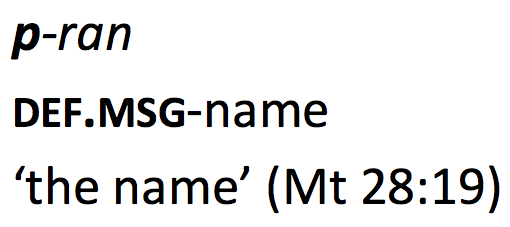 p-ran
DEF.MSG-name
‘the name’ (Mt 28:19)